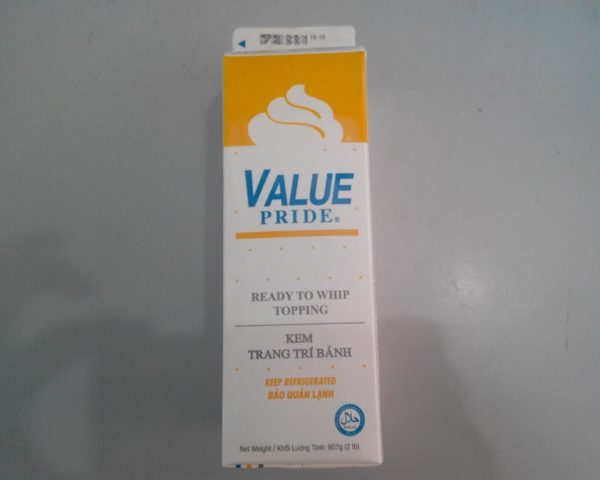 VALUE
PRIDE®
READY TO WHIP
TOPPING
KEM
TRANG TRÍ BÁNH
KEEP REFRIGERATED
BẢO QUẢN LẠNH
Net Weight / Khối Lượng Tịnh: 907g (2 lb)